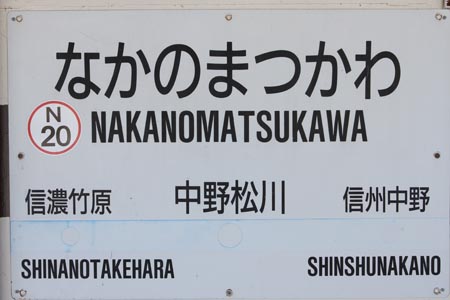 なかのまつかわ
N
20
NAKANOMATSUKAWA
信濃竹原 中野松川 信州中野
SHINANOTAKEHARA SHINSHUNAKANO